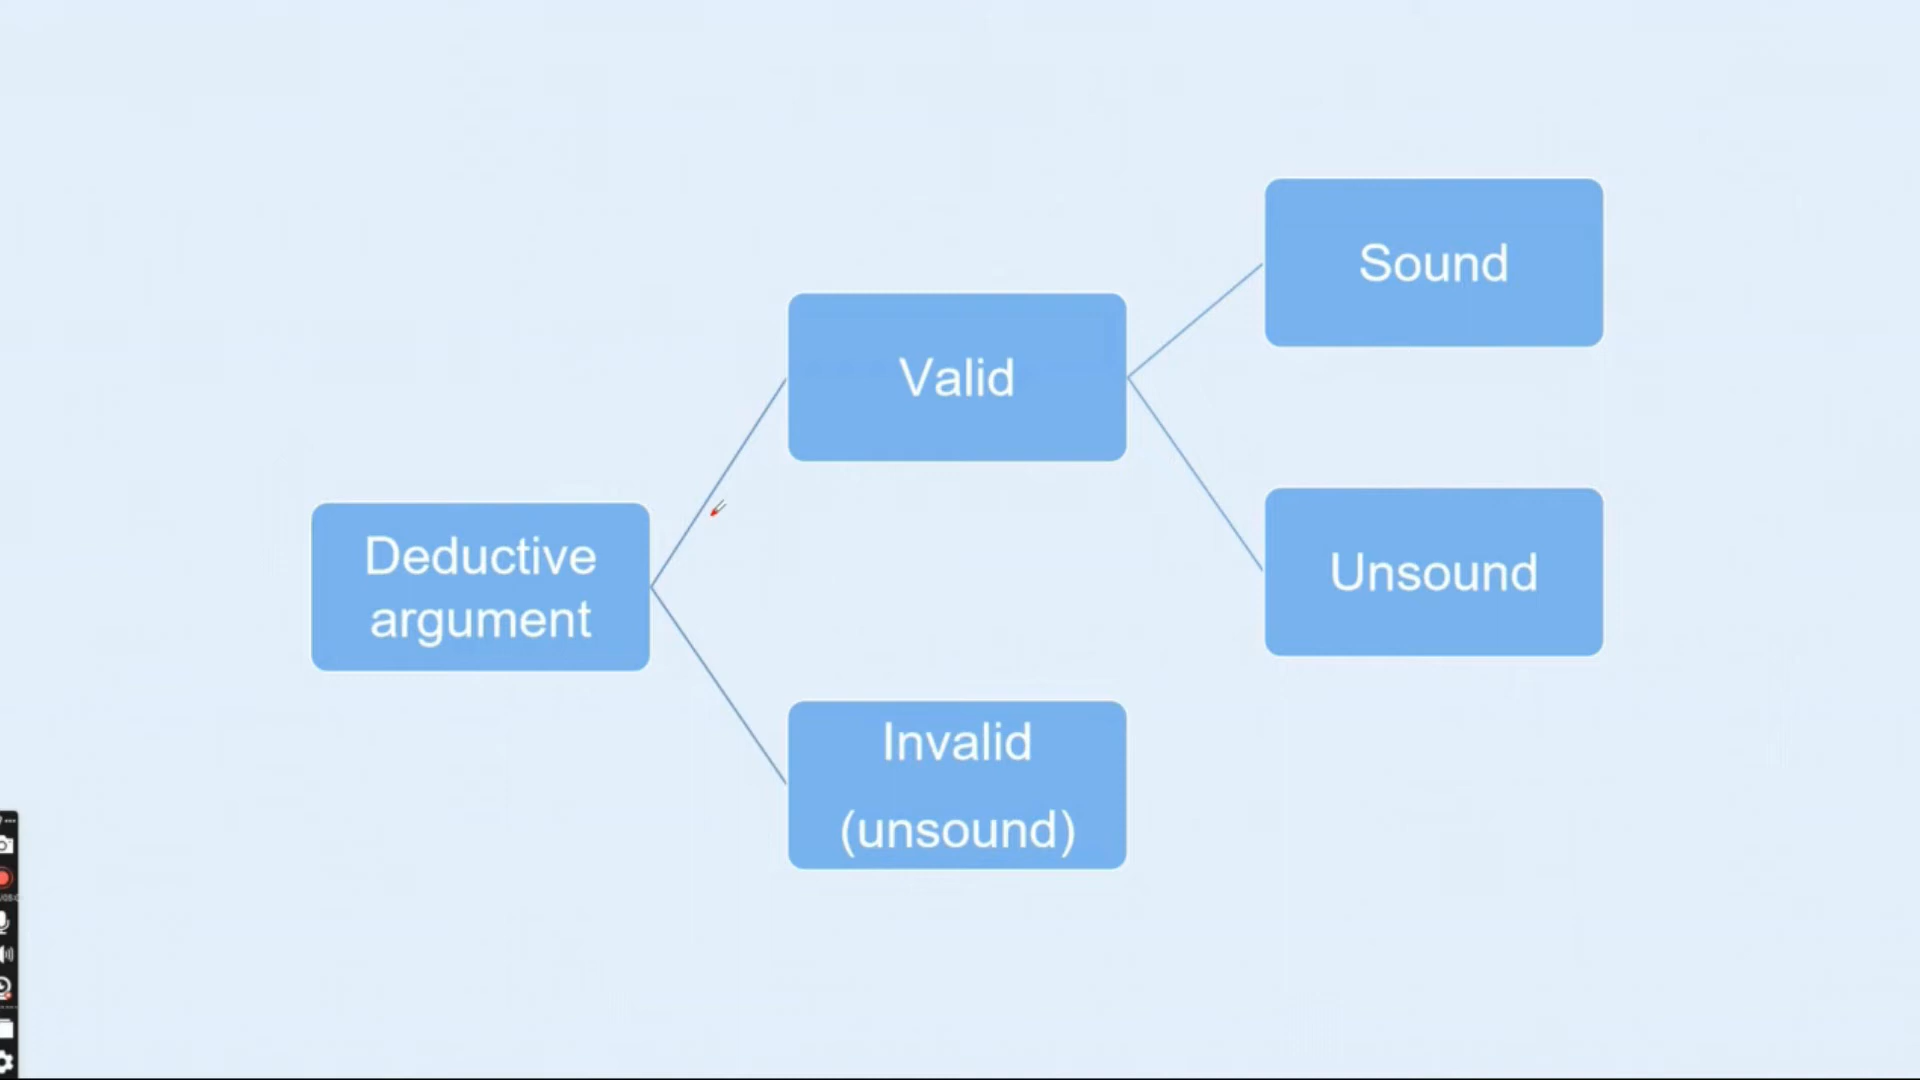 Sound
Valid
Deductive
argument
Unsound
Invalid
(unsound)